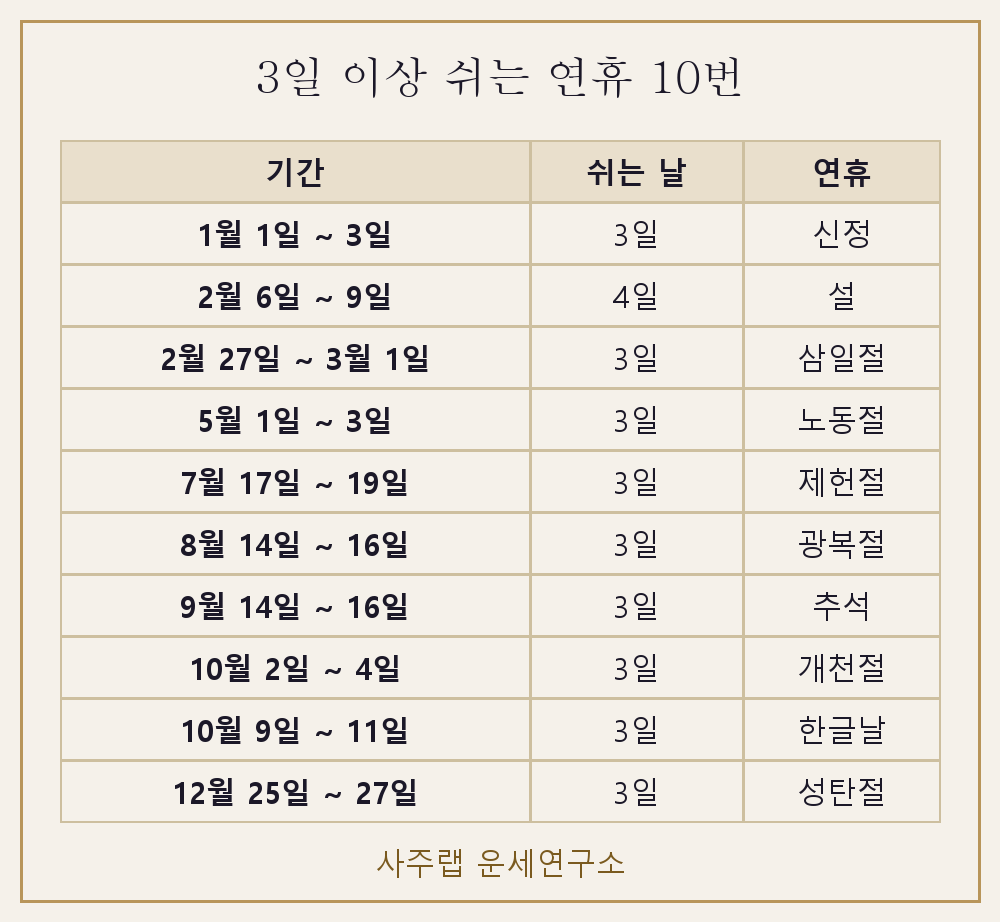 3일 이상 쉬는 연휴 10번
기간 쉬는 날 연휴
1월 1일 ~ 3일 3일 신정
2월 6일 ~ 9일 4일 설
2월 27일 ~ 3월 1일 3일 삼일절
5월 1일 ~ 3일 3일 노동절
7월 17일 ~ 19일 3일 제헌절
8월 14일 ~ 16일 3일 광복절
9월 14일 ~ 16일 3일 추석
10월 2일 ~ 4일 3일 개천절
10월 9일 ~ 11일 3일 한글날
12월 25일 ~ 27일 3일 성탄절
사주랩 운세연구소